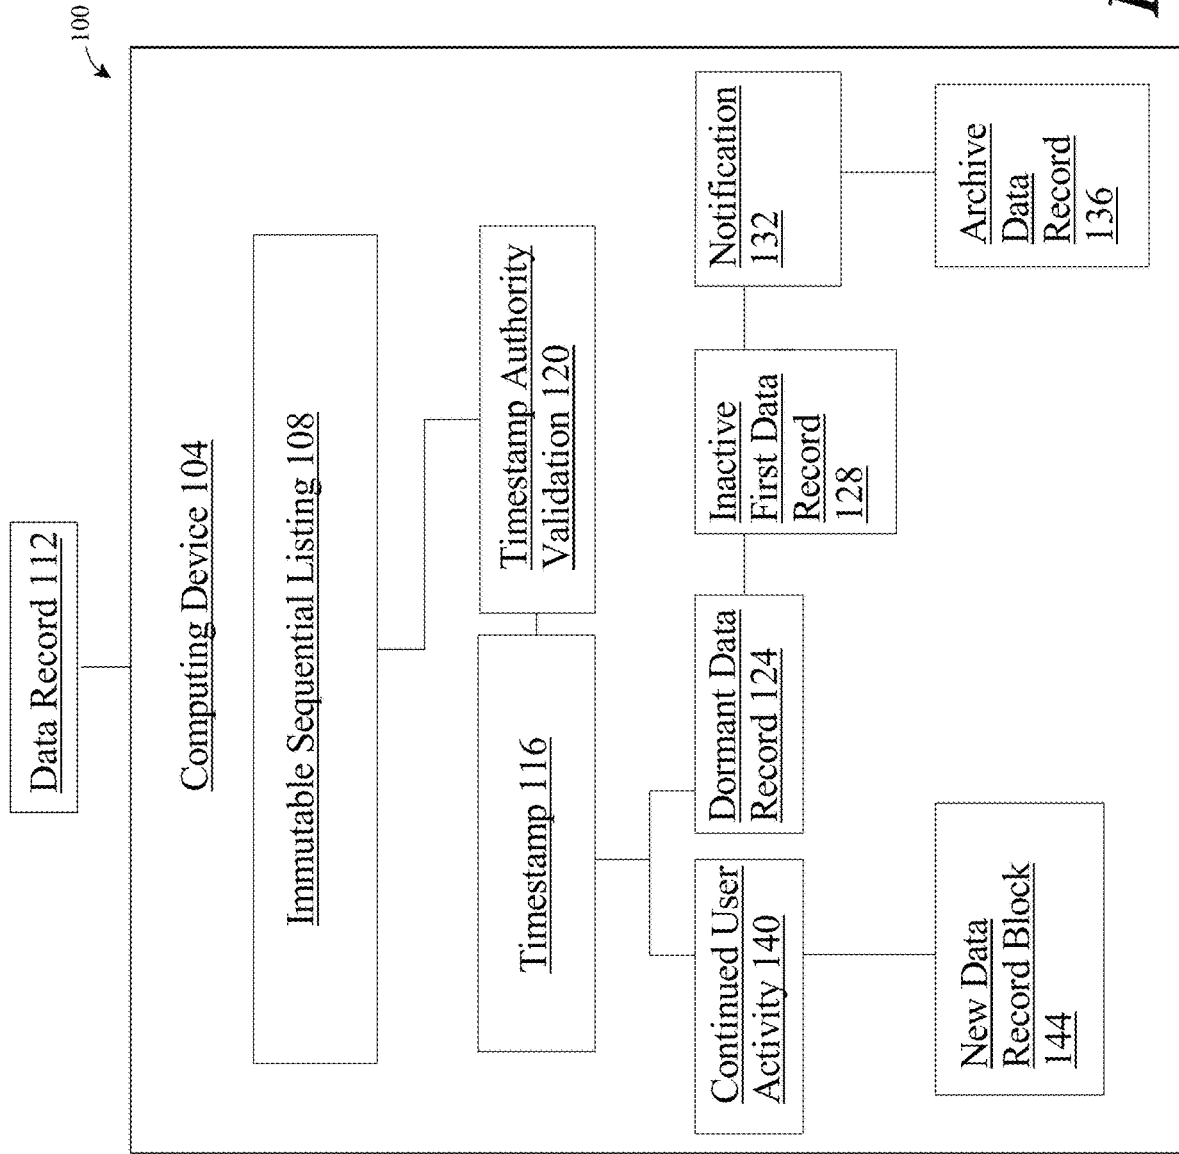 100
Data Record 112
Computing Device 104
Immutable Sequential Listing 108
Timestamp 116
Timestamp Authority
Validation 120
Continued User
Activity 140
Dormant Data
Record 124
Inactive
First Data
Record
128
Notification
132
New Data
Record Block
144
Archive
Data
Record
136